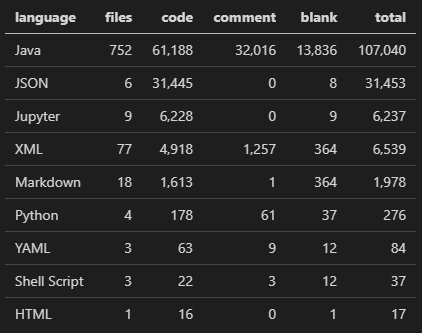 language files code comment blank total
Java 752 61,188 32,016 13,836 107,040
JSON 6 31,445 0 8 31,453
Jupyter 9 6,228 0 9 6,237
XML 77 4,918 1,257 364 6,539
Markdown 18 1,613 1 364 1,978
Python 4 178 61 37 276
YAML 3 63 9 12 84
Shell Script 3 22 3 12 37
HTML 1 16 0 1 17